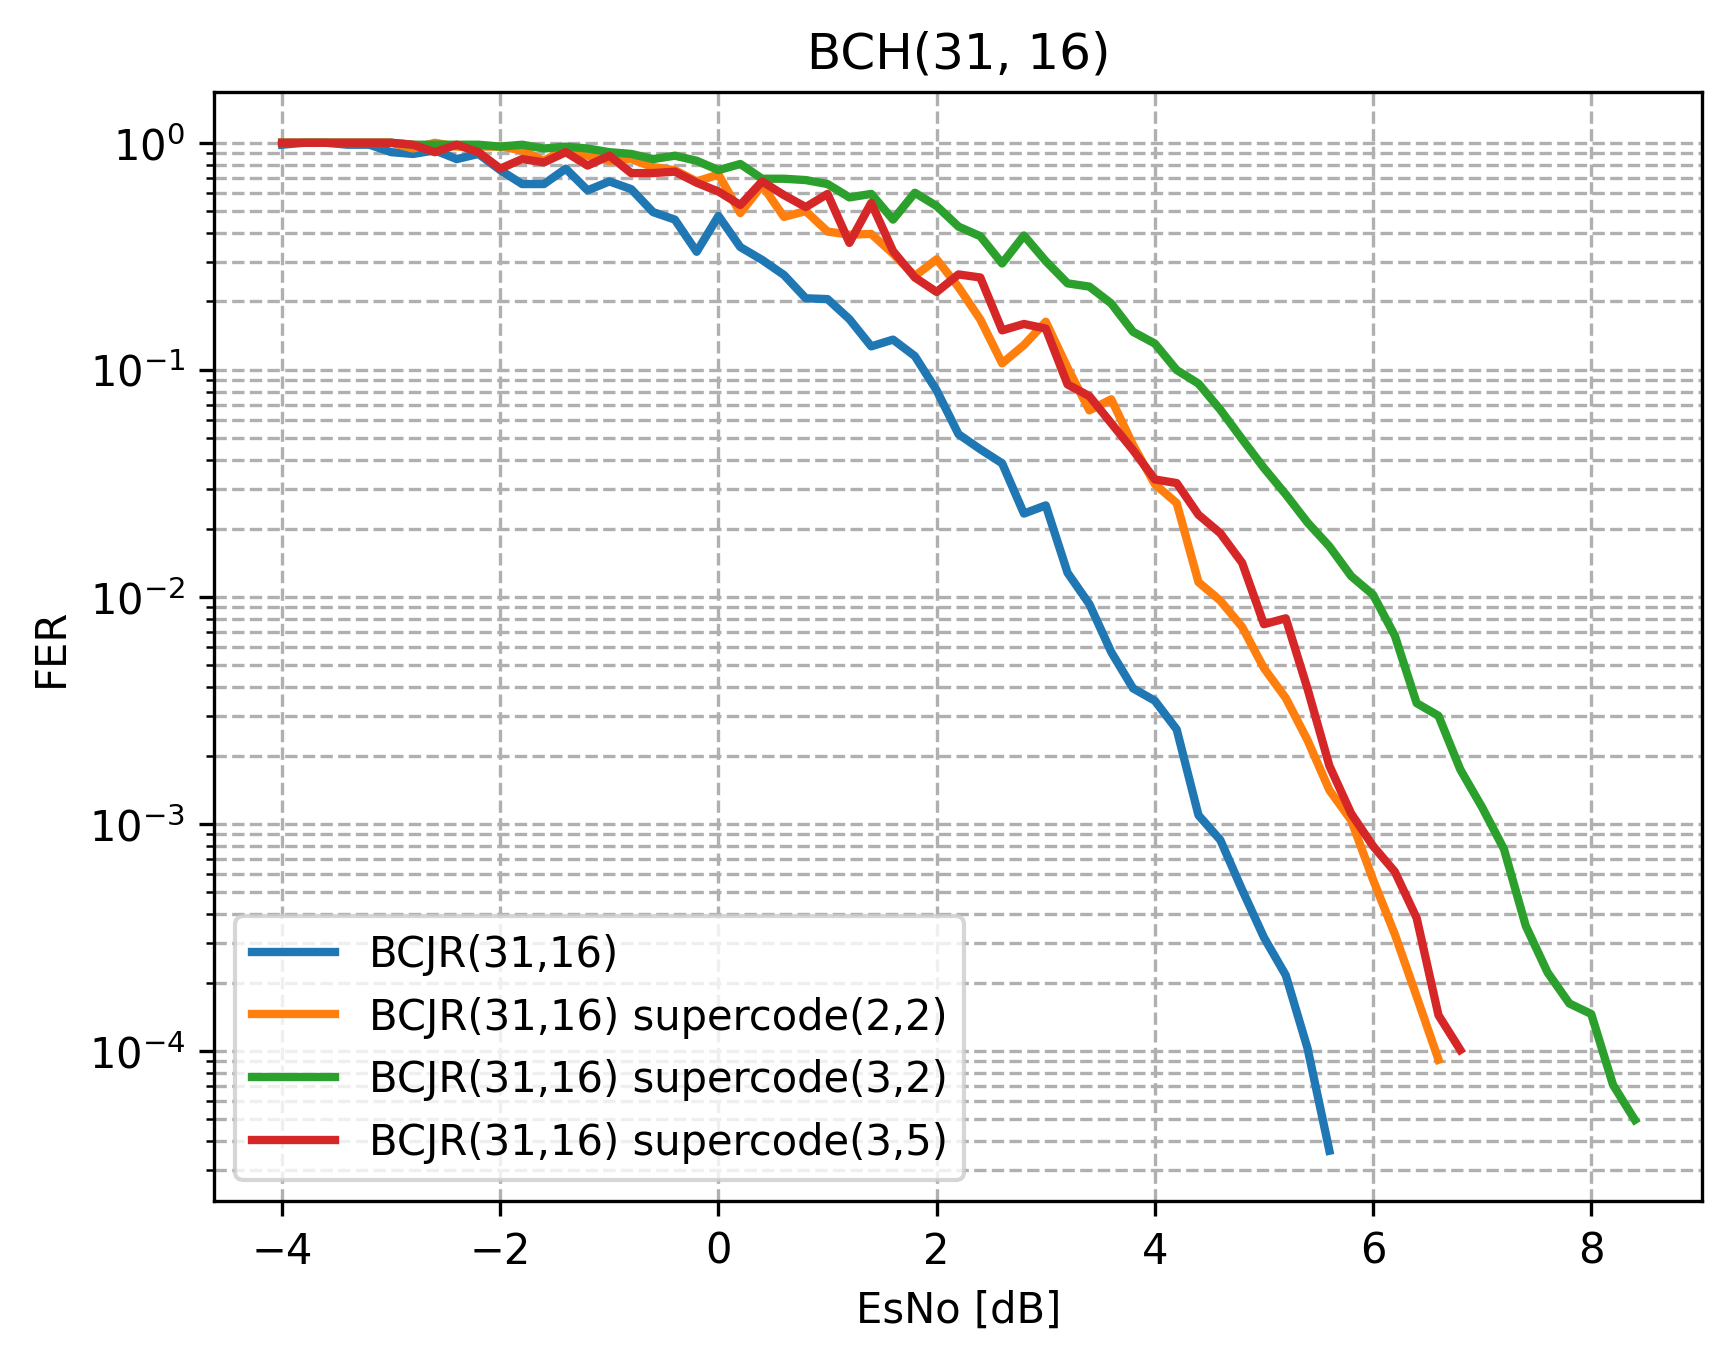 BCH(31, 16)
10⁰
10⁻¹
10⁻²
10⁻³
10⁻⁴
FER
BCJR(31,16)
BCJR(31,16) supercode(2,2)
BCJR(31,16) supercode(3,2)
BCJR(31,16) supercode(3,5)
−4 −2 0 2 4 6 8
EsNo [dB]